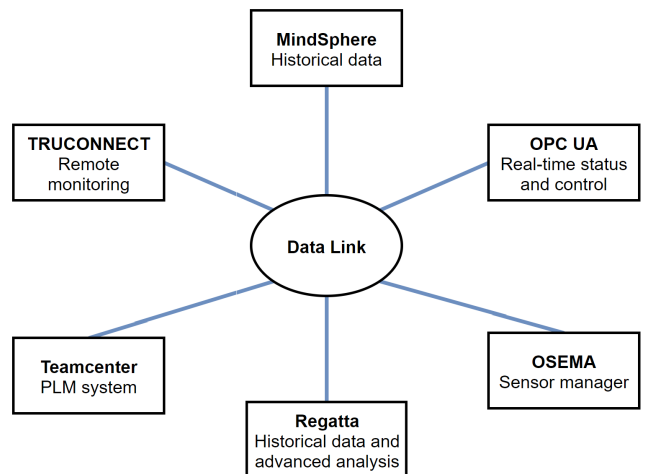 MindSphere
Historical data
TRUCONNECT
Remote
monitoring
OPC UA
Real-time status
and control
Data Link
Teamcenter
PLM system
OSEMA
Sensor manager
Regatta
Historical data and
advanced analysis